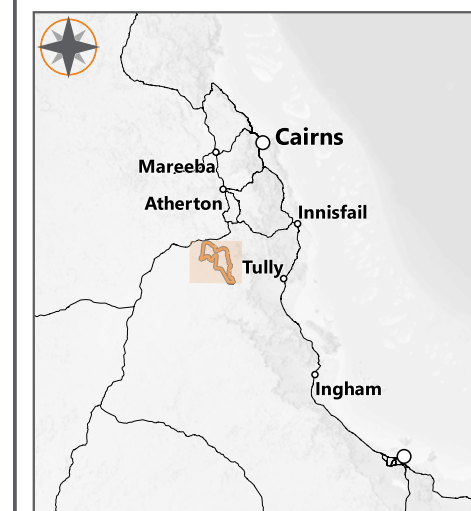 Cairns
Mareeba
Atherton
Innisfail
Tully
Ingham